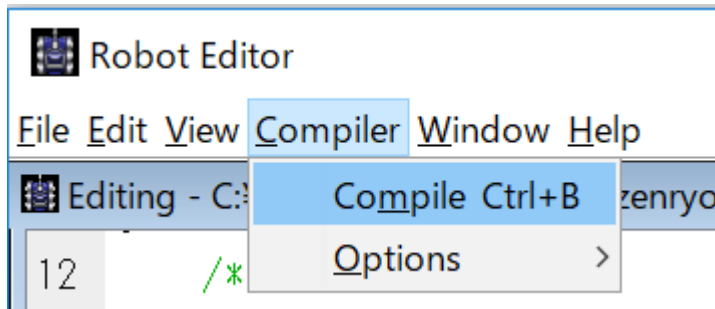 Robot Editor
File Edit View Compiler Window Help
Editing - C:¥
zenryo
Compile Ctrl+B
Options
12 /*